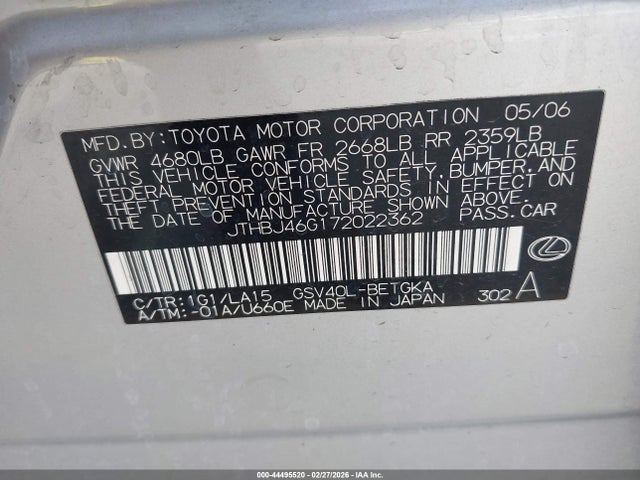 MFD. BY: TOYOTA MOTOR CORPORATION 05/06
GVWR 4680LB GAWR FR 2668LB RR 2359LB
THIS VEHICLE CONFORMS TO ALL APPLICABLE
FEDERAL MOTOR VEHICLE SAFETY, BUMPER, AND
THEFT PREVENTION STANDARDS IN EFFECT ON
THE DATE OF MANUFACTURE SHOWN ABOVE.
JTHBJ46G172022362 PASS. CAR
C/TR: 1G1/LA15 GSV40L-BETGKA
A/TM: -01A/U660E MADE IN JAPAN 302 A
000-44495520 - 02/27/2026 - IAA Inc.